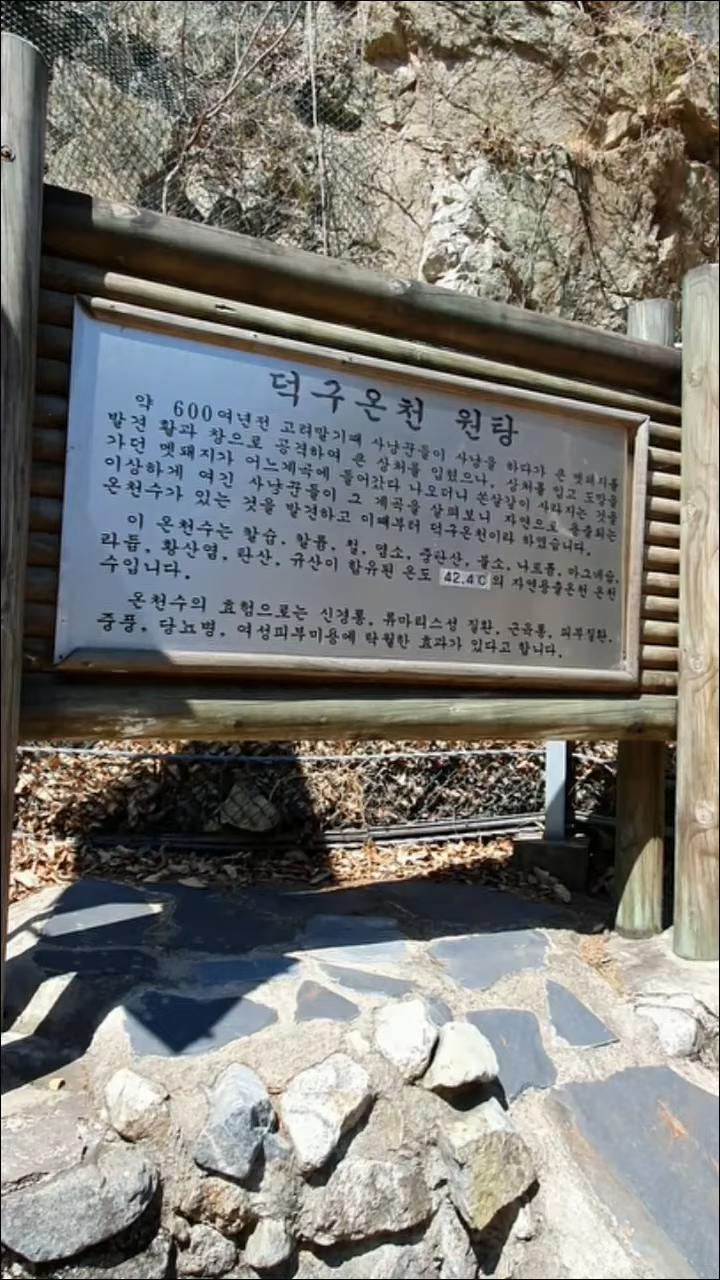 덕구온천 원탕
약 600여년전 고려말기때 사냥꾼들이 사냥을 하다가 큰 멧돼지를
발견 활과 창으로 공격하여 큰 상처를 입혔으나, 상처를 입고 도망을
가던 멧돼지가 어느계곡에 들어갔다 나오더니 쏜살같이 사라지는 것을
이상하게 여긴 사냥꾼들이 그 계곡을 살펴보니 자연으로 용출되는
온천수가 있는 것을 발견하고 이때부터 덕구온천이라 하였습니다.
이 온천수는 칼슘, 칼륨, 철, 염소, 중탄산, 불소, 나트륨, 마그네슘,
라듐, 황산염, 탄산, 규산이 함유된 온도 42.4℃의 자연용출온천 온천
수입니다.
온천수의 효험으로는 신경통, 류마티스성 질환, 근육통, 피부질환,
중풍, 당뇨병, 여성피부미용에 탁월한 효과가 있다고 합니다.